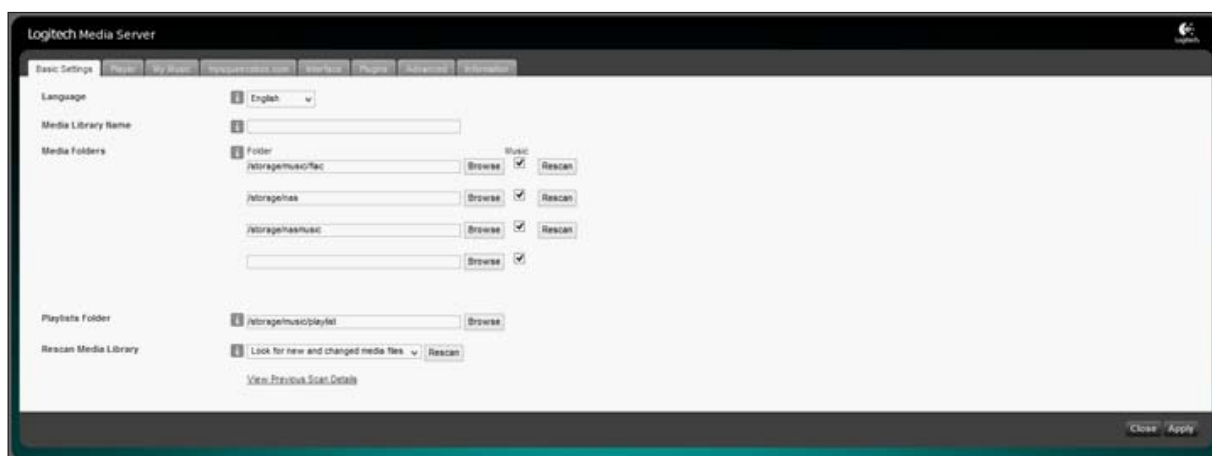 Logitech Media Server
Logitech
Basic Settings Player My Music mysqueezebox.com Interface Plugins Advanced Information
Language i English
Media Library Name i
Media Folders i Folder Music
/storage/music/flac Browse Rescan
/storage/nas Browse Rescan
/storage/nasmusic Browse Rescan
Browse
Playlists Folder i /storage/music/playlist Browse
Rescan Media Library i Look for new and changed media files Rescan
View Previous Scan Details
Close Apply